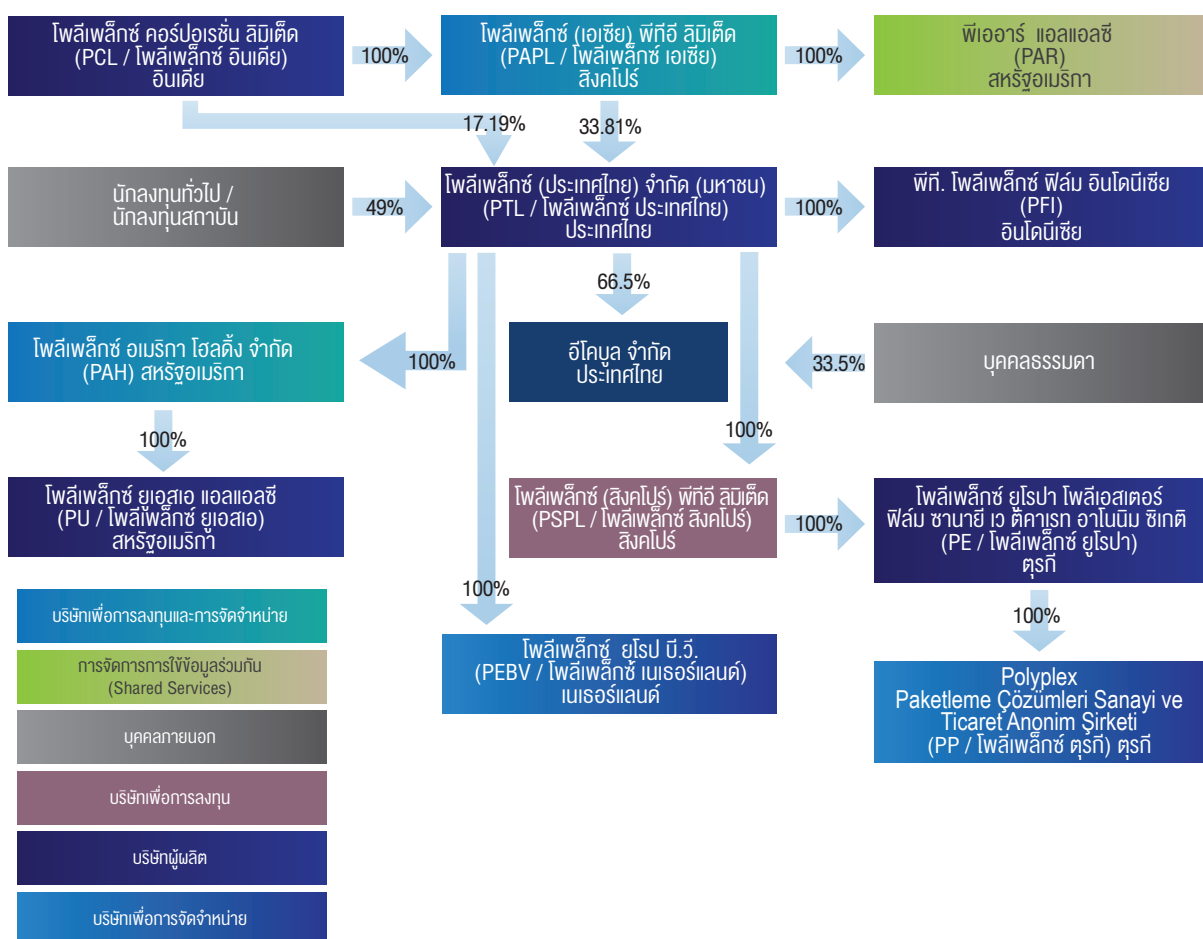 โพลีเพล็กซ์ คอร์ปอเรชั่น ลิมิเต็ด
(PCL / โพลีเพล็กซ์ อินเดีย)
อินเดีย
100%
โพลีเพล็กซ์ (เอเซีย) พีทีอี ลิมิเต็ด
(PAPL / โพลีเพล็กซ์ เอเซีย)
สิงคโปร์
100%
พีเออาร์ แอลแอลซี
(PAR)
สหรัฐอเมริกา
17.19%
33.81%
นักลงทุนทั่วไป /
นักลงทุนสถาบัน
49%
โพลีเพล็กซ์ (ประเทศไทย) จำกัด (มหาชน)
(PTL / โพลีเพล็กซ์ ประเทศไทย)
ประเทศไทย
100%
พีที. โพลีเพล็กซ์ ฟิล์ม อินโดนีเซีย
(PFI)
อินโดนีเซีย
66.5%
โพลีเพล็กซ์ อเมริกา โฮลดิ้ง จำกัด
(PAH) สหรัฐอเมริกา
100%
อีโคบูล จำกัด
ประเทศไทย
33.5%
บุคคลธรรมดา
100%
100%
โพลีเพล็กซ์ ยูเอสเอ แอลแอลซี
(PU / โพลีเพล็กซ์ ยูเอสเอ)
สหรัฐอเมริกา
โพลีเพล็กซ์ (สิงคโปร์) พีทีอี ลิมิเต็ด
(PSPL / โพลีเพล็กซ์ สิงคโปร์)
สิงคโปร์
100%
โพลีเพล็กซ์ ยูโรปา โพลีเอสเตอร์
ฟิล์ม ซานายี เว ติคาเรท อาโนนิม ซิเกติ
(PE / โพลีเพล็กซ์ ยูโรปา)
ตุรกี
100%
100%
โพลีเพล็กซ์ ยุโรป บี.วี.
(PEBV / โพลีเพล็กซ์ เนเธอร์แลนด์)
เนเธอร์แลนด์
Polyplex
Paketleme Çözümleri Sanayi ve
Ticaret Anonim Şirketi
(PP / โพลีเพล็กซ์ ตุรกี) ตุรกี
บริษัทเพื่อการลงทุนและการจัดจำหน่าย
การจัดการการใช้ข้อมูลร่วมกัน
(Shared Services)
บุคคลภายนอก
บริษัทเพื่อการลงทุน
บริษัทผู้ผลิต
บริษัทเพื่อการจัดจำหน่าย